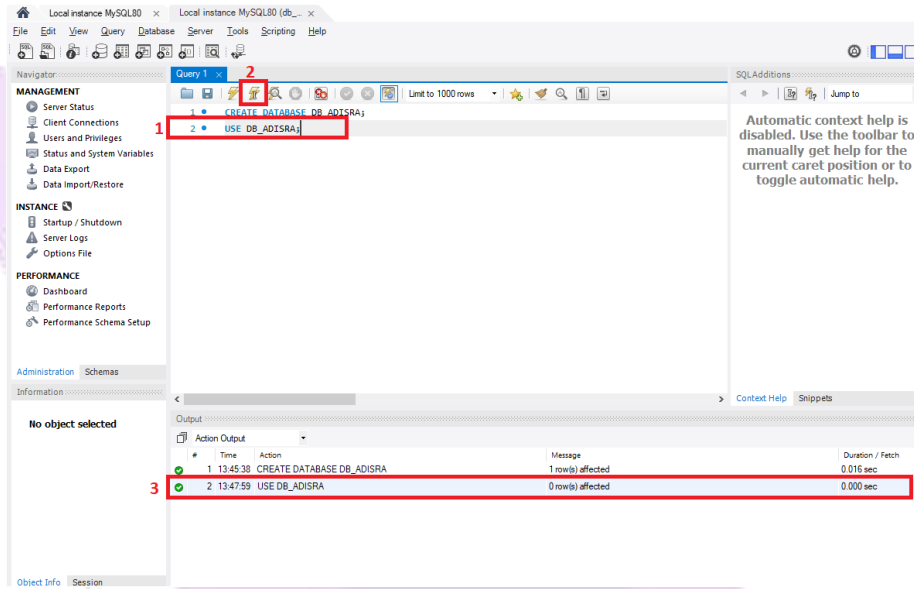 Local instance MySQL80 × Local instance MySQL80 (db_... ×
File Edit View Query Database Server Tools Scripting Help
Navigator
MANAGEMENT
Server Status
Client Connections
Users and Privileges
Status and System Variables
Data Export
Data Import/Restore
INSTANCE
Startup / Shutdown
Server Logs
Options File
PERFORMANCE
Dashboard
Performance Reports
Performance Schema Setup
Administration Schemas
Information
No object selected
Object Info Session
Query 1 × 2
Limit to 1000 rows
1 CREATE DATABASE DB_ADISRA;
1 2 USE DB_ADISRA;
SQLAdditions
Jump to
Automatic context help is
disabled. Use the toolbar to
manually get help for the
current caret position or to
toggle automatic help.
Context Help Snippets
Output
Action Output
# Time Action Message Duration / Fetch
1 13:45:38 CREATE DATABASE DB_ADISRA 1 row(s) affected 0.016 sec
3 2 13:47:59 USE DB_ADISRA 0 row(s) affected 0.000 sec